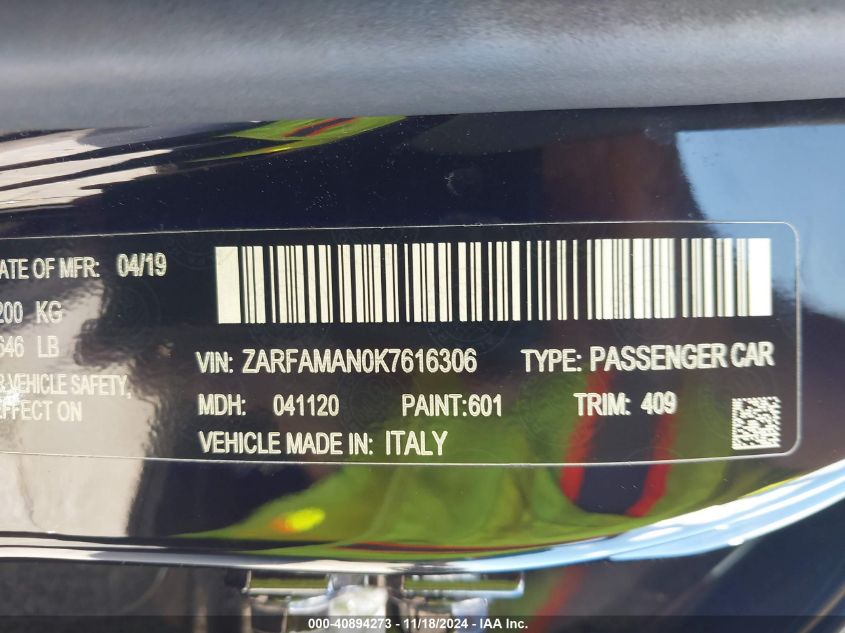 ATE OF MFR: 04/19
200 KG
646 LB
VEHICLE SAFETY,
EFFECT ON
VIN: ZARFAMAN0K7616306 TYPE: PASSENGER CAR
MDH: 041120 PAINT:601 TRIM: 409
VEHICLE MADE IN: ITALY
000-40894273 - 11/18/2024 - IAA Inc.